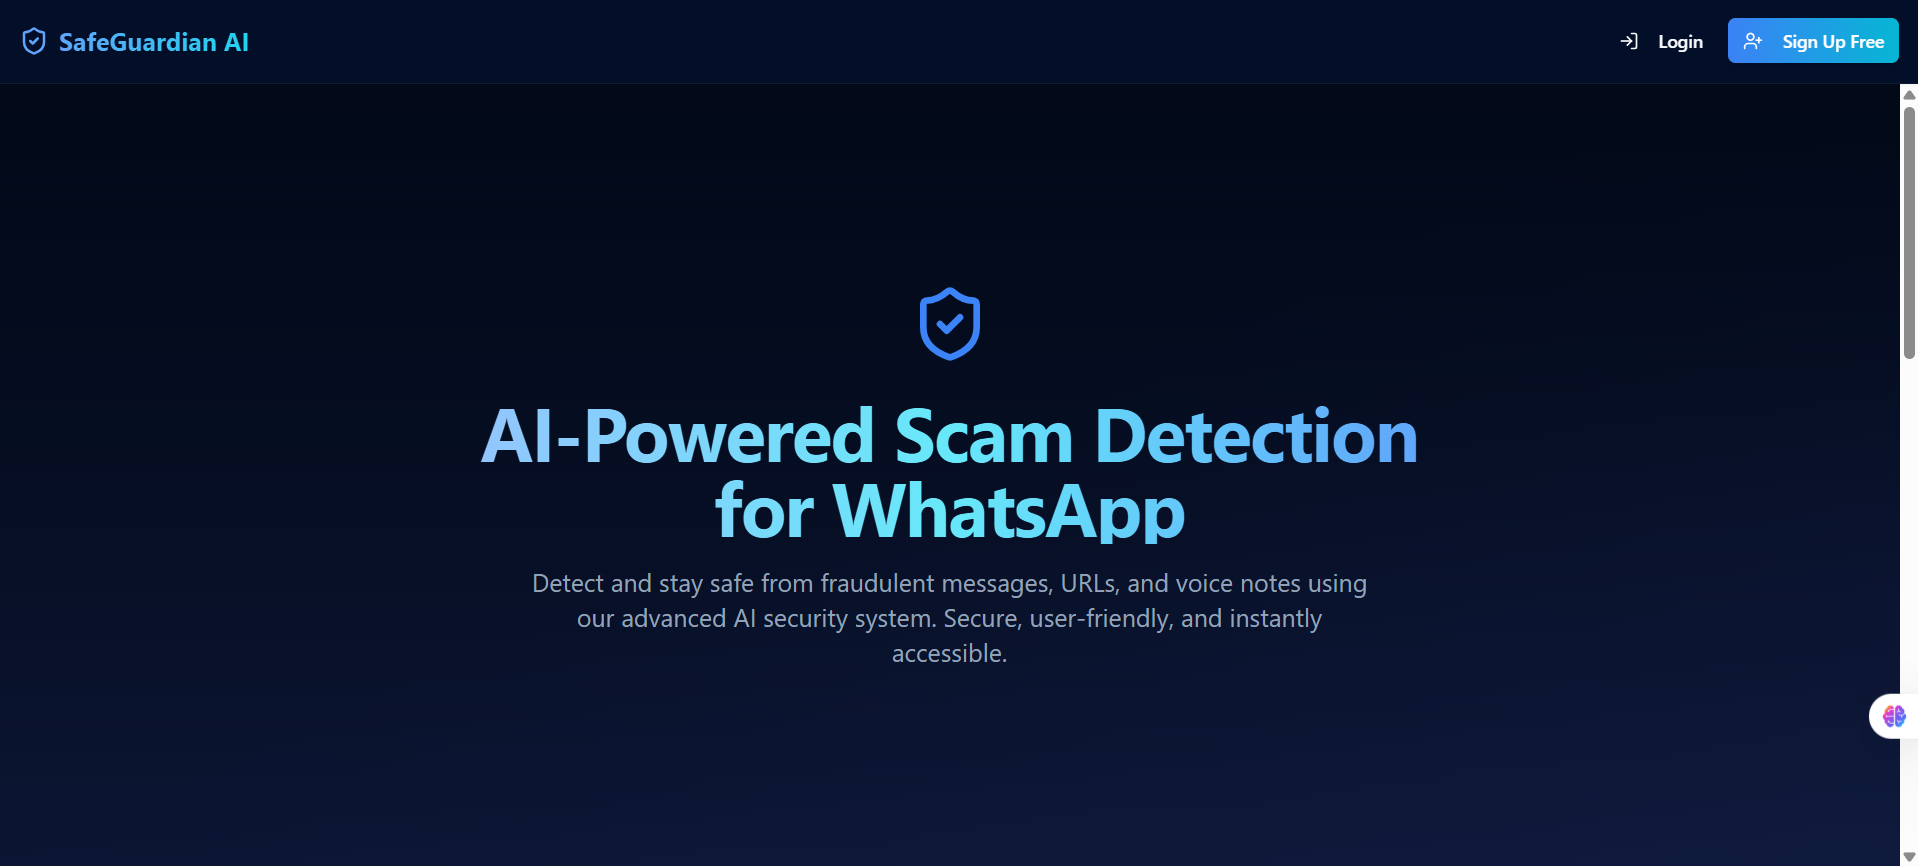 SafeGuardian AI
Login
Sign Up Free
AI-Powered Scam Detection
for WhatsApp
Detect and stay safe from fraudulent messages, URLs, and voice notes using
our advanced AI security system. Secure, user-friendly, and instantly
accessible.